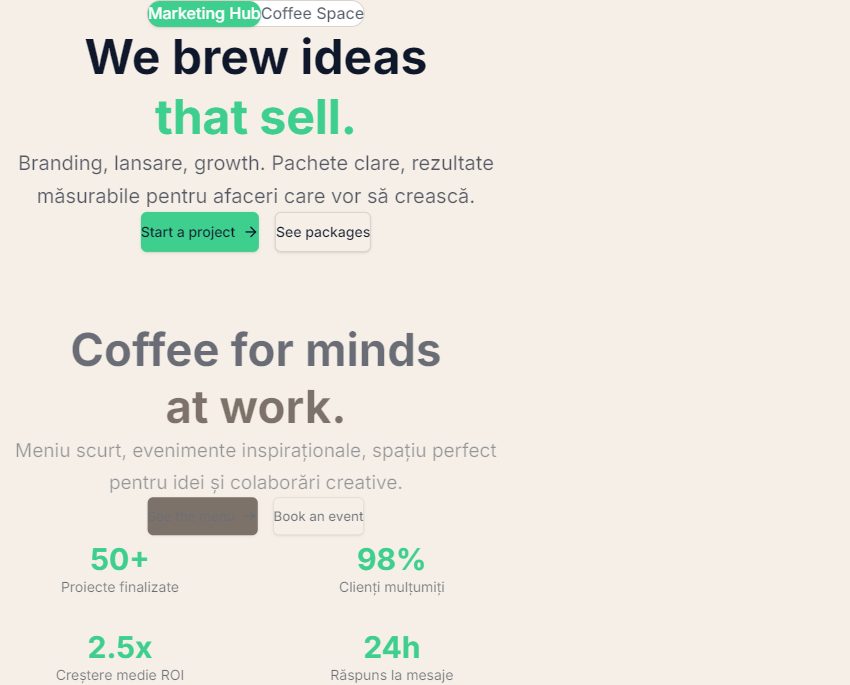 Marketing Hub Coffee Space
We brew ideas
that sell.
Branding, lansare, growth. Pachete clare, rezultate
măsurabile pentru afaceri care vor să crească.
Start a project → See packages
Coffee for minds
at work.
Meniu scurt, evenimente inspiraționale, spațiu perfect
pentru idei și colaborări creative.
See the menu → Book an event
50+ 98%
Proiecte finalizate Clienți mulțumiți
2.5x 24h
Creștere medie ROI Răspuns la mesaje